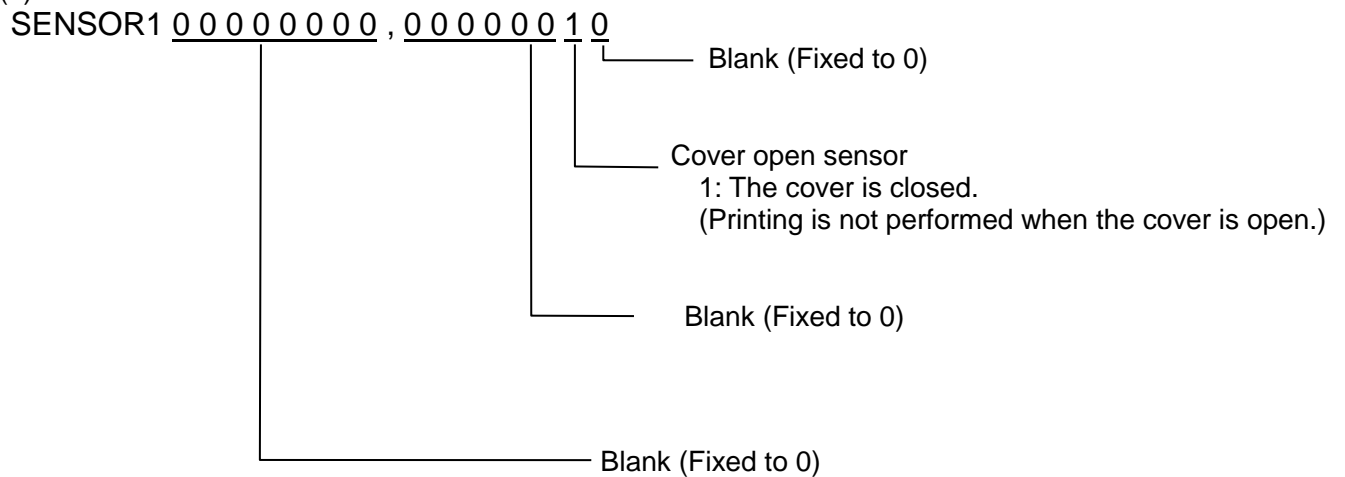 SENSOR1 0 0 0 0 0 0 0 0 , 0 0 0 0 0 0 1 0
Blank (Fixed to 0)
Cover open sensor
1: The cover is closed.
(Printing is not performed when the cover is open.)
Blank (Fixed to 0)
Blank (Fixed to 0)